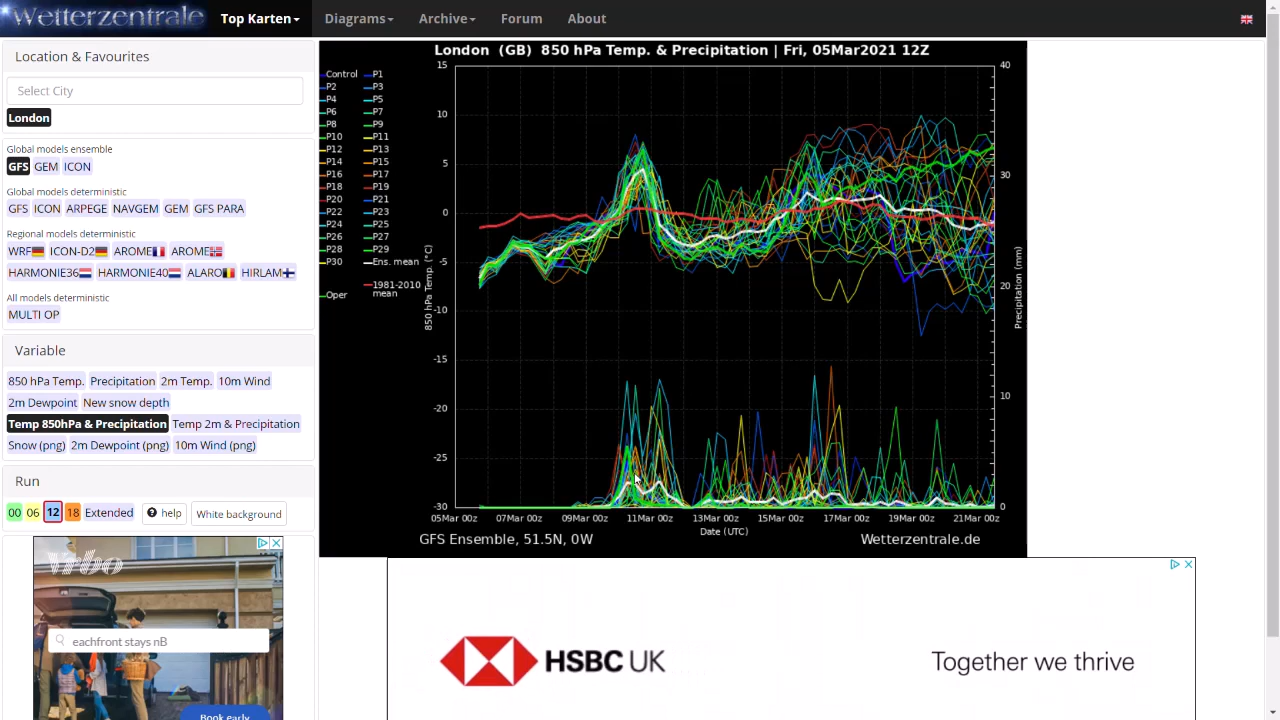 Wetterzentrale
Top Karten
Diagrams
Archive
Forum
About
Location & Favourites
Select City
London
Global models ensemble
GFS GEM ICON
Global models deterministic
GFS ICON ARPEGE NAVGEM GEM GFS PARA
Regional models deterministic
WRF ICON-D2 AROME AROME
HARMONIE36 HARMONIE40 ALARO HIRLAM
All models deterministic
MULTI OP
Variable
850 hPa Temp. Precipitation 2m Temp. 10m Wind
2m Dewpoint New snow depth
Temp 850hPa & Precipitation Temp 2m & Precipitation
Snow (png) 2m Dewpoint (png) 10m Wind (png)
Run
00 06 12 18 Extended help White background
Vrbo
eachfront stays nB
Book early
London (GB) 850 hPa Temp. & Precipitation | Fri, 05Mar2021 12Z
Control P1
P2 P3
P4 P5
P6 P7
P8 P9
P10 P11
P12 P13
P14 P15
P16 P17
P18 P19
P20 P21
P22 P23
P24 P25
P26 P27
P28 P29
P30 Ens. mean
Oper 1981-2010
mean
15
10
5
0
-5
-10
-15
-20
-25
-30
850 hPa Temp. (°C)
40
30
20
10
0
Precipitation (mm)
05Mar 00z 07Mar 00z 09Mar 00z 11Mar 00z 13Mar 00z 15Mar 00z 17Mar 00z 19Mar 00z 21Mar 00z
Date (UTC)
GFS Ensemble, 51.5N, 0W
Wetterzentrale.de
HSBC UK
Together we thrive